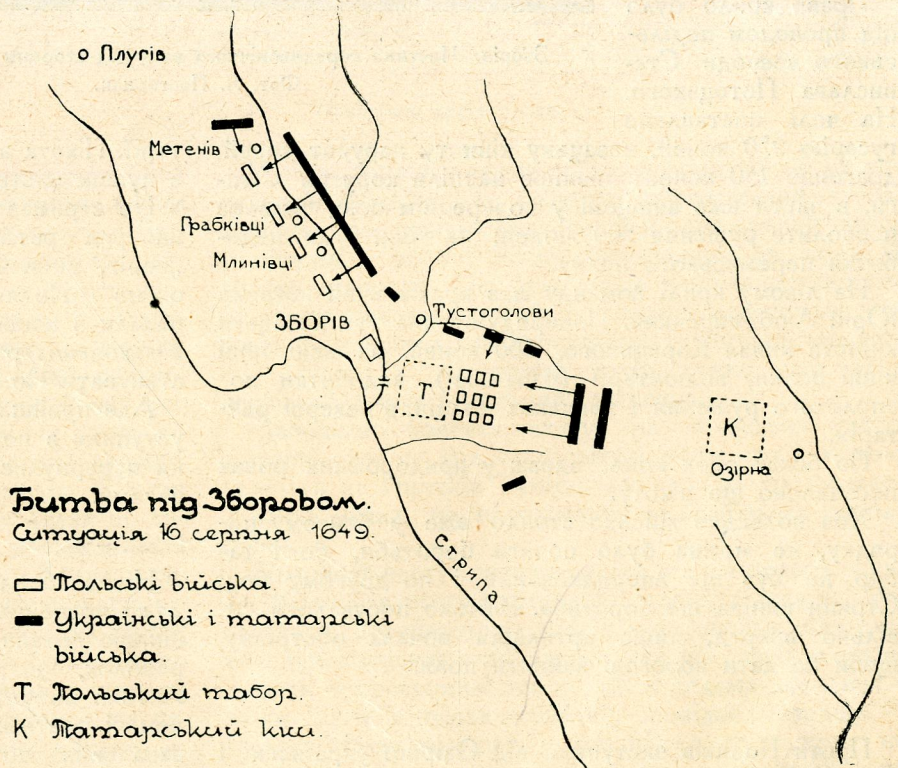 Плугів
Метенів
Грабківці
Млинівці
ЗБОРІВ
Тустоголови
Т
К
Озірна
Стрипа
Битва під Зборовом.
Ситуація 16 серпня 1649.
Польські війська.
Українські і татарські
війська.
Т Польський табор.
К Татарський кіш.